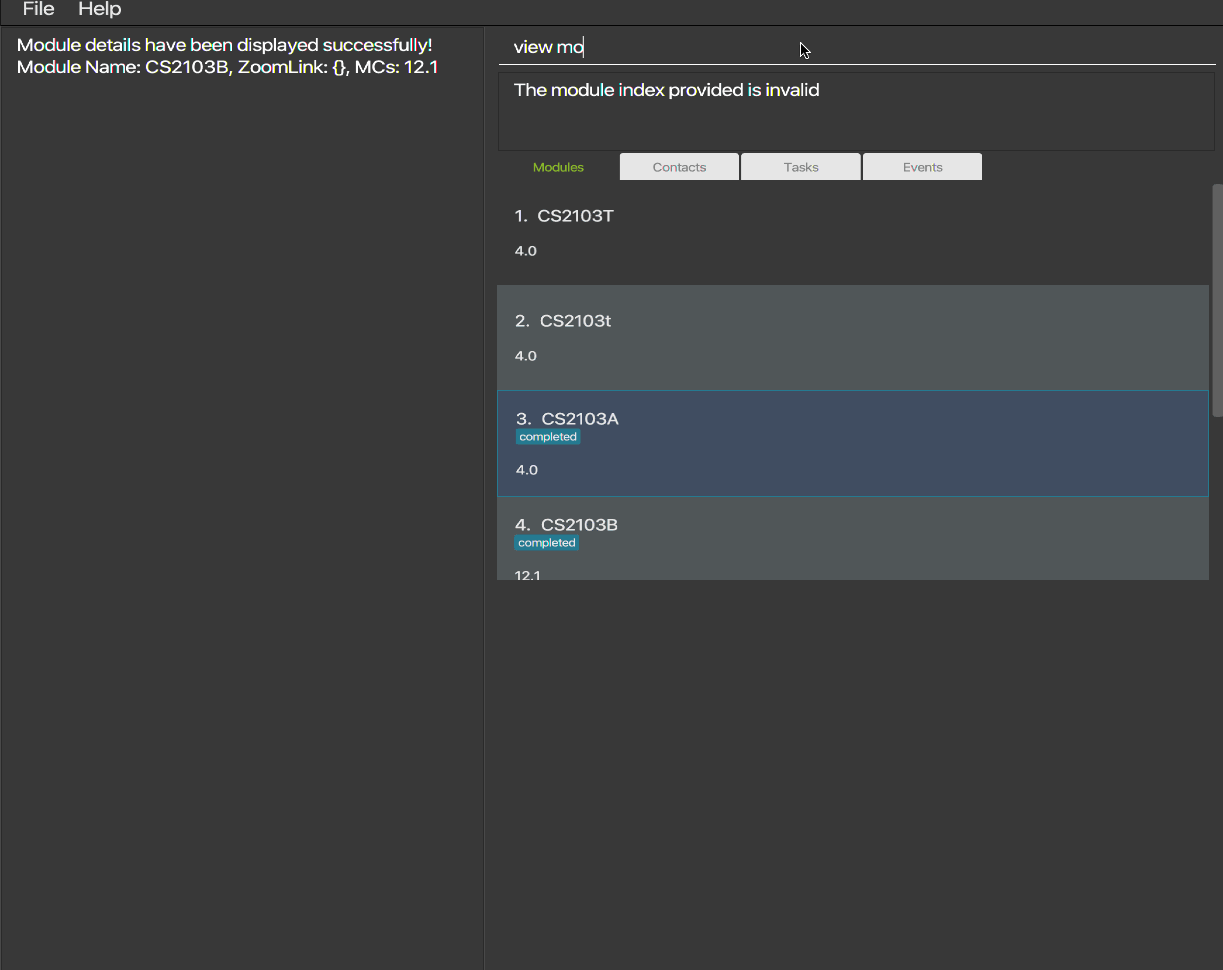 File Help
Module details have been displayed successfully!
Module Name: CS2103B, ZoomLink: {}, MCs: 12.1
view mo
The module index provided is invalid
Modules Contacts Tasks Events
1. CS2103T
4.0
2. CS2103t
4.0
3. CS2103A
completed
4.0
4. CS2103B
completed
12.1